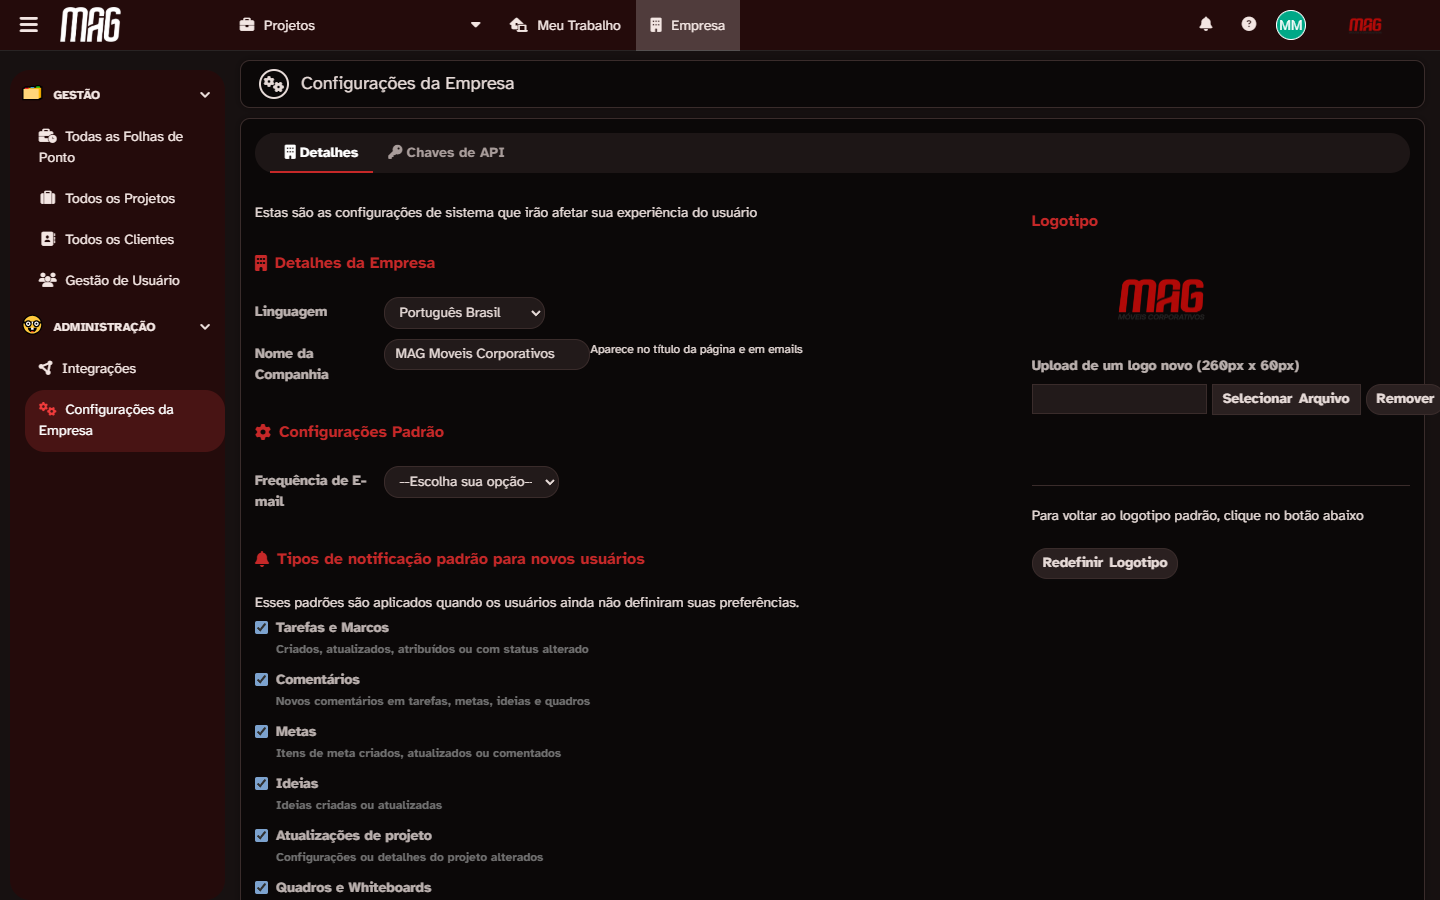 MAG
Projetos
Meu Trabalho
Empresa
MM
MAG
GESTÃO
Todas as Folhas de
Ponto
Todos os Projetos
Todos os Clientes
Gestão de Usuário
ADMINISTRAÇÃO
Integrações
Configurações da
Empresa
Configurações da Empresa
Detalhes
Chaves de API
Estas são as configurações de sistema que irão afetar sua experiência do usuário
Detalhes da Empresa
Linguagem
Português Brasil
Nome da
Companhia
MAG Moveis Corporativos
Aparece no título da página e em emails
Configurações Padrão
Frequência de E-
mail
--Escolha sua opção--
Tipos de notificação padrão para novos usuários
Esses padrões são aplicados quando os usuários ainda não definiram suas preferências.
Tarefas e Marcos
Criados, atualizados, atribuídos ou com status alterado
Comentários
Novos comentários em tarefas, metas, ideias e quadros
Metas
Itens de meta criados, atualizados ou comentados
Ideias
Ideias criadas ou atualizadas
Atualizações de projeto
Configurações ou detalhes do projeto alterados
Quadros e Whiteboards
Logotipo
MAG
MÓVEIS CORPORATIVOS
Upload de um logo novo (260px x 60px)
Selecionar Arquivo
Remover
Para voltar ao logotipo padrão, clique no botão abaixo
Redefinir Logotipo